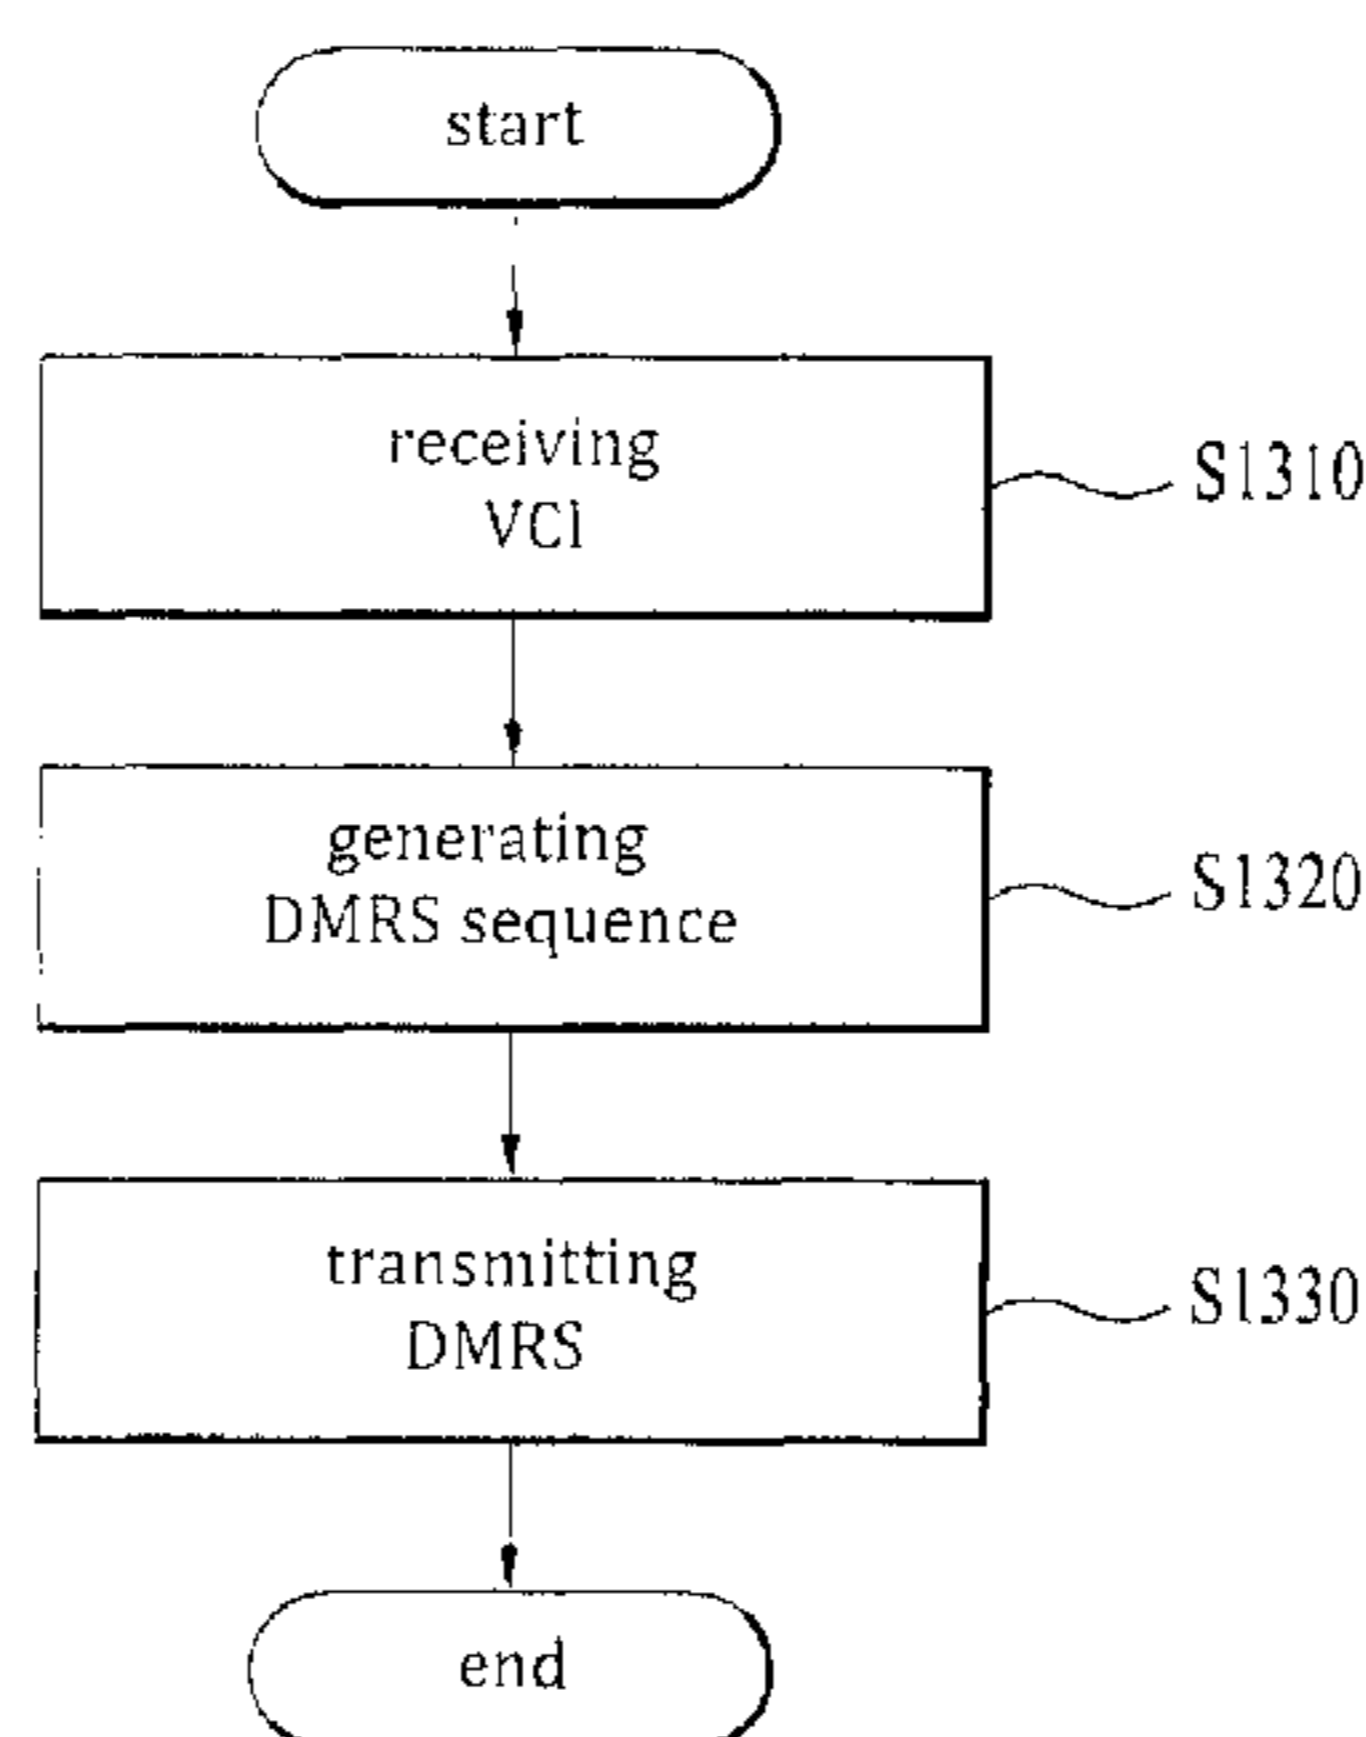 start
receiving
VCI
S1310
generating
DMRS sequence
S1320
transmitting
DMRS
S1330
end